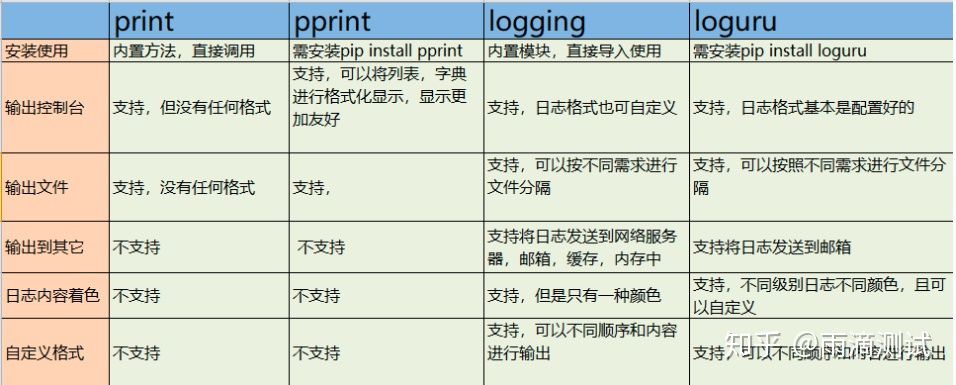 print pprint logging loguru
安装使用 内置方法，直接调用 需安装pip install pprint 内置模块，直接导入使用 需安装pip install loguru
输出控制台 支持，但没有任何格式
支持，可以将列表，字典
进行格式化显示，显示更
加友好
支持，日志格式也可自定义 支持，日志格式基本是配置好的
输出文件 支持，没有任何格式 支持，
支持，可以按不同需求进行
文件分隔
支持，可以按照不同需求进行文件分
隔
输出到其它 不支持 不支持
支持将日志发送到网络服务
器，邮箱，缓存，内存中
支持将日志发送到邮箱
日志内容着色 不支持 不支持 支持，但是只有一种颜色
支持，不同级别日志不同颜色，且可
以自定义
自定义格式 不支持 不支持
支持，可以不同顺序和内容
进行输出
支持，可以不同顺序和内容进行输出
知乎 @雨滴测试